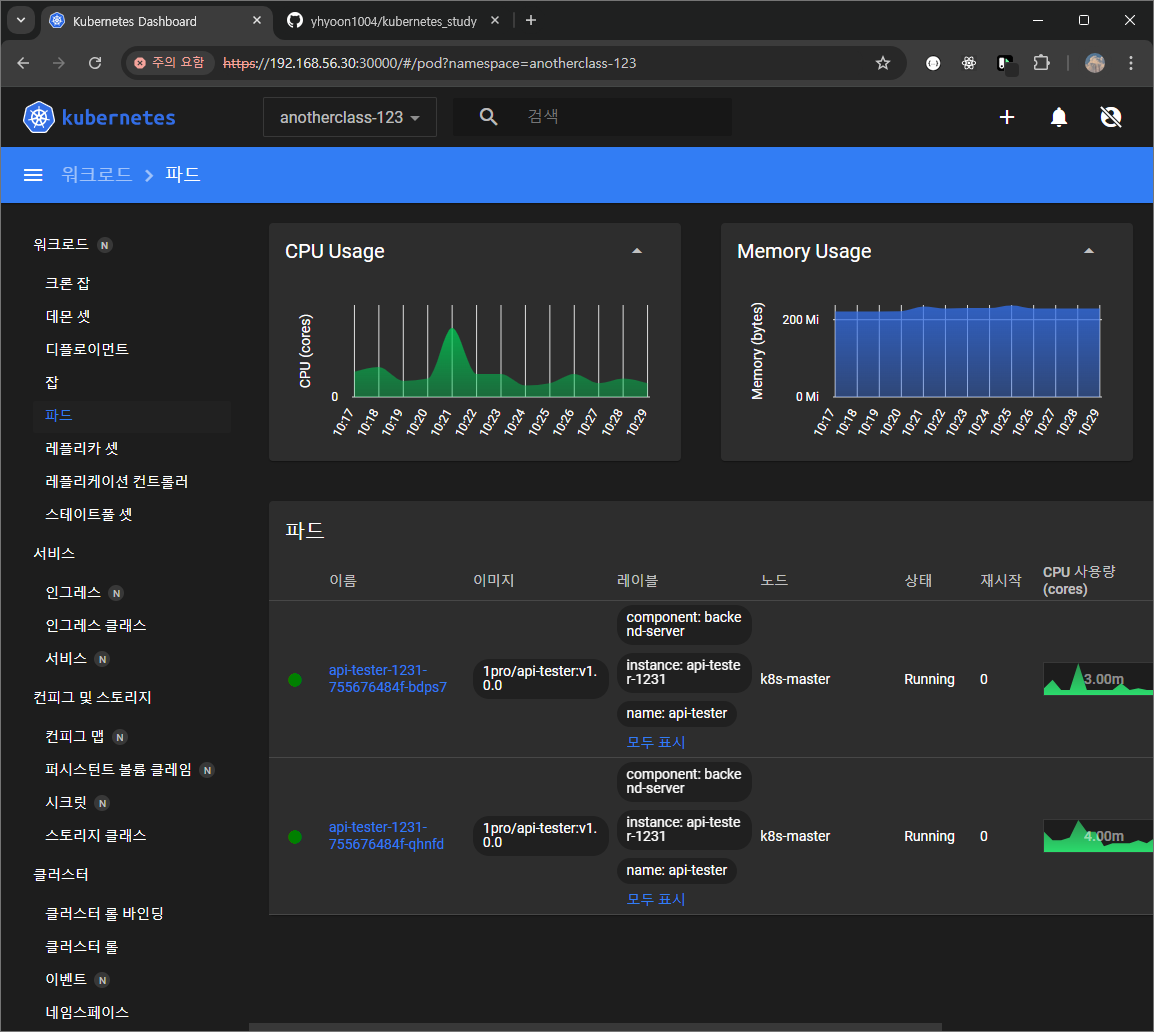 Kubernetes Dashboard
yhyoon1004/kubernetes_study
주의 요함
https://192.168.56.30:30000/#/pod?namespace=anotherclass-123
kubernetes
anotherclass-123
검색
워크로드 > 파드
워크로드 N
크론 잡
데몬 셋
디플로이먼트
잡
파드
레플리카 셋
레플리케이션 컨트롤러
스테이트풀 셋
서비스
인그레스 N
인그레스 클래스
서비스 N
컨피그 및 스토리지
컨피그 맵 N
퍼시스턴트 볼륨 클레임 N
시크릿 N
스토리지 클래스
클러스터
클러스터 롤 바인딩
클러스터 롤
이벤트 N
네임스페이스
CPU Usage
CPU (cores)
0
10:17 10:18 10:19 10:20 10:21 10:22 10:23 10:24 10:25 10:26 10:27 10:28 10:29
Memory Usage
Memory (bytes)
200 Mi
0 Mi
10:17 10:18 10:19 10:20 10:21 10:22 10:23 10:24 10:25 10:26 10:27 10:28 10:29
파드
이름 이미지 레이블 노드 상태 재시작 CPU 사용량
(cores)
api-tester-1231-
755676484f-bdps7
1pro/api-tester:v1.
0.0
component: backe
nd-server
instance: api-teste
r-1231
name: api-tester
모두 표시
k8s-master
Running
0
3.00m
api-tester-1231-
755676484f-qhnfd
1pro/api-tester:v1.
0.0
component: backe
nd-server
instance: api-teste
r-1231
name: api-tester
모두 표시
k8s-master
Running
0
4.00m